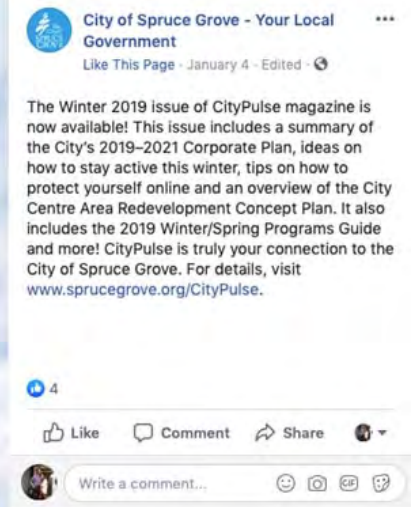 City of Spruce Grove - Your Local
Government
Like This Page · January 4 · Edited ·
The Winter 2019 issue of CityPulse magazine is
now available! This issue includes a summary of
the City's 2019–2021 Corporate Plan, ideas on
how to stay active this winter, tips on how to
protect yourself online and an overview of the City
Centre Area Redevelopment Concept Plan. It also
includes the 2019 Winter/Spring Programs Guide
and more! CityPulse is truly your connection to the
City of Spruce Grove. For details, visit
www.sprucegrove.org/CityPulse.
4
Like Comment Share
Write a comment...
GIF